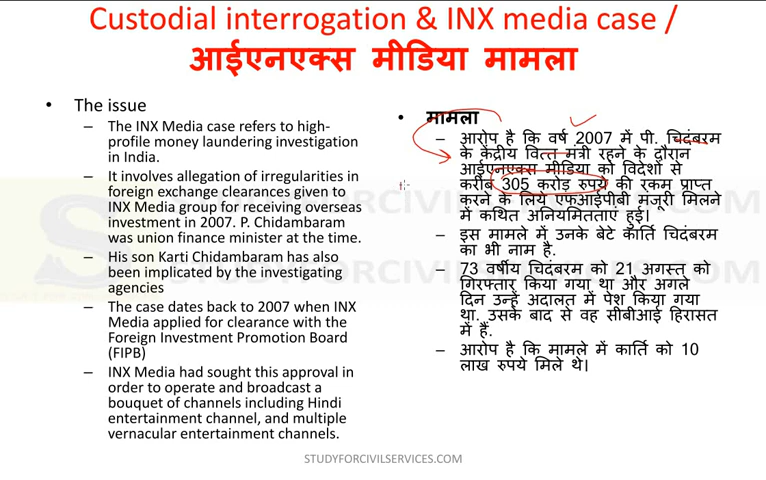 Custodial interrogation & INX media case /
आईएनएक्स मीडिया मामला
• The issue
– The INX Media case refers to high-
profile money laundering investigation
in India.
– It involves allegation of irregularities in
foreign exchange clearances given to
INX Media group for receiving overseas
investment in 2007. P. Chidambaram
was union finance minister at the time.
– His son Karti Chidambaram has also
been implicated by the investigating
agencies
– The case dates back to 2007 when INX
Media applied for clearance with the
Foreign Investment Promotion Board
(FIPB)
– INX Media had sought this approval in
order to operate and broadcast a
bouquet of channels including Hindi
entertainment channel, and multiple
vernacular entertainment channels.
• मामला
– आरोप है कि वर्ष 2007 में पी. चिदंबरम
के केंद्रीय वित्त मंत्री रहने के दौरान
आईएनएक्स मीडिया को विदेशों से
करीब 305 करोड़ रुपये की रकम प्राप्त
करने के लिये एफआईपीबी मंजूरी मिलने
में कथित अनियमितताएं हुई।
– इस मामले में उनके बेटे कार्ति चिदंबरम
का भी नाम है.
– 73 वर्षीय चिदंबरम को 21 अगस्त को
गिरफ्तार किया गया था और अगले
दिन उन्हें अदालत में पेश किया गया
था. उसके बाद से वह सीबीआई हिरासत
में हैं.
– आरोप है कि मामले में कार्ति को 10
लाख रुपये मिले थे।
STUDYFORCIVILSERVICES.COM